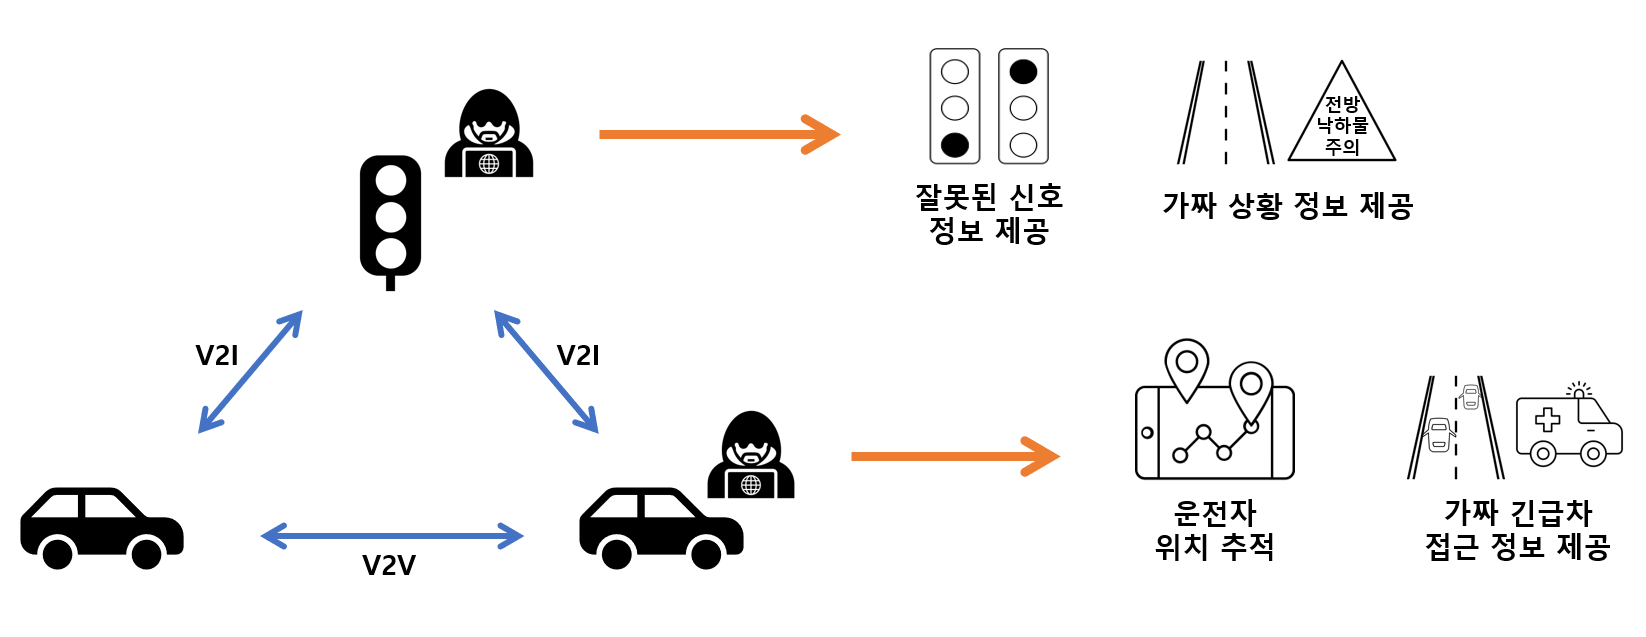 전방
낙하물
주의
잘못된 신호
정보 제공
가짜 상황 정보 제공
V2I
V2I
V2V
운전자
위치 추적
가짜 긴급차
접근 정보 제공